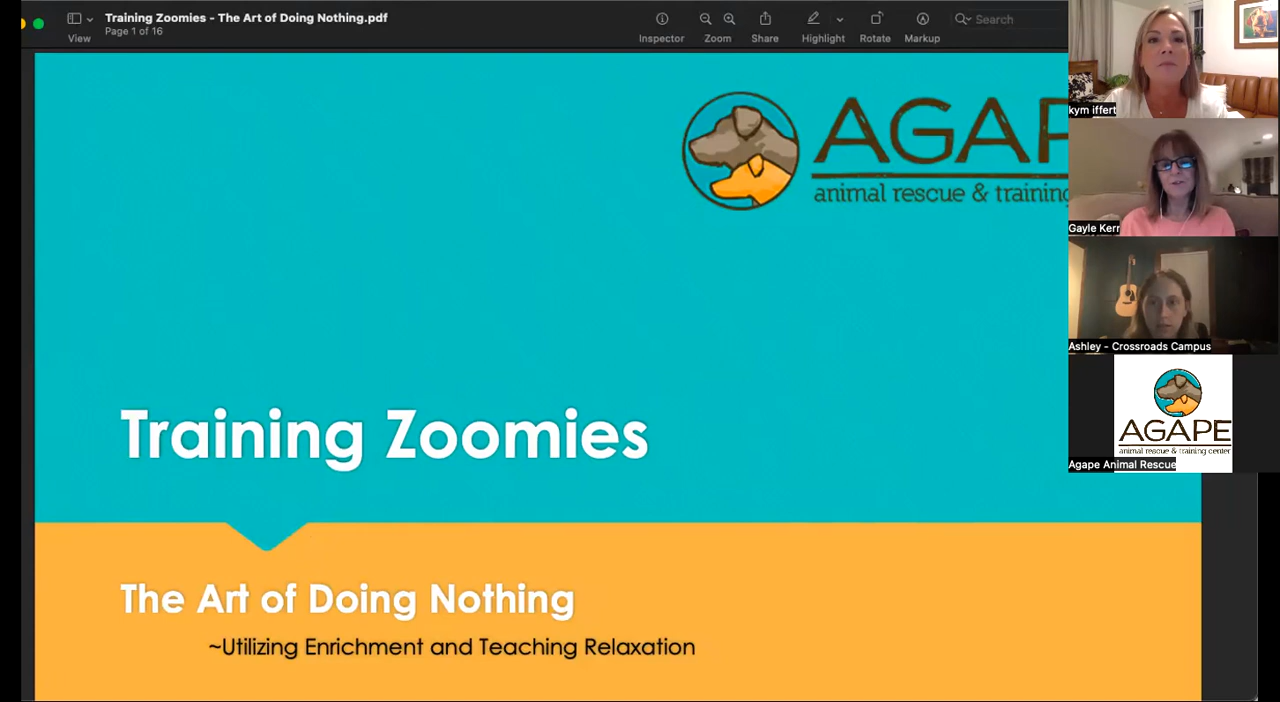 Training Zoomies - The Art of Doing Nothing.pdf
Page 1 of 16
View
Inspector
Zoom
Share
Highlight
Rotate
Markup
Search
AGAP
animal rescue & training
Training Zoomies
The Art of Doing Nothing
~Utilizing Enrichment and Teaching Relaxation
kym iffert
Gayle Kerr
Ashley - Crossroads Campus
AGAPE
animal rescue & training center
Agape Animal Rescue